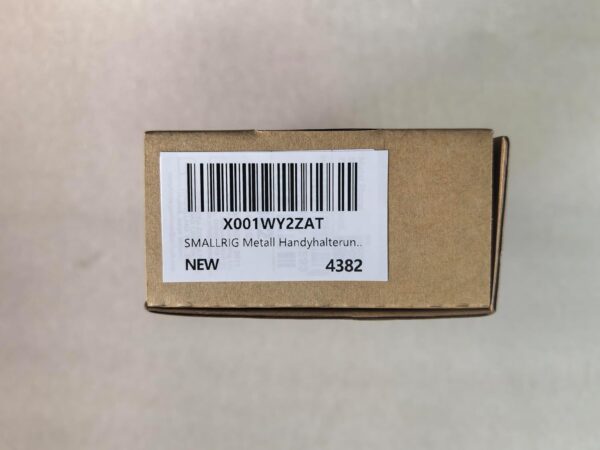 X001WY2ZAT
SMALLRIG Metall Handyhalterun..
NEW 4382